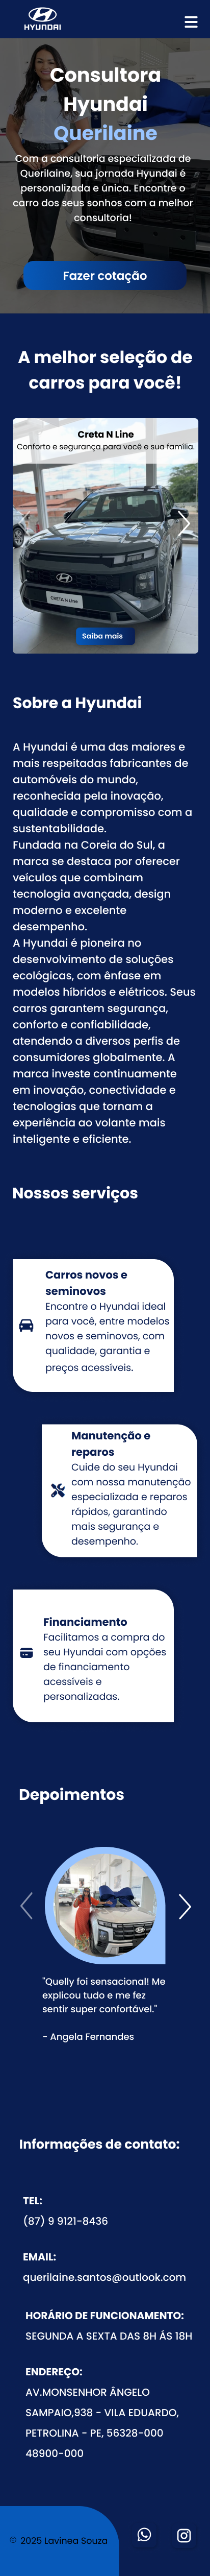 HYUNDAI
Consultora
Hyundai
Querilaine
Com a consultoria especializada de
Querilaine, sua jornada Hyundai é
personalizada e única. Encontre o
carro dos seus sonhos com a melhor
consultoria!
Fazer cotação
A melhor seleção de
carros para você!
Creta N Line
Conforto e segurança para você e sua família.
CRETA N Line
Saiba mais
Sobre a Hyundai
A Hyundai é uma das maiores e
mais respeitadas fabricantes de
automóveis do mundo,
reconhecida pela inovação,
qualidade e compromisso com a
sustentabilidade.
Fundada na Coreia do Sul, a
marca se destaca por oferecer
veículos que combinam
tecnologia avançada, design
moderno e excelente
desempenho.
A Hyundai é pioneira no
desenvolvimento de soluções
ecológicas, com ênfase em
modelos híbridos e elétricos. Seus
carros garantem segurança,
conforto e confiabilidade,
atendendo a diversos perfis de
consumidores globalmente. A
marca investe continuamente
em inovação, conectividade e
tecnologias que tornam a
experiência ao volante mais
inteligente e eficiente.
Nossos serviços
Carros novos e
seminovos
Encontre o Hyundai ideal
para você, entre modelos
novos e seminovos, com
qualidade, garantia e
preços acessíveis.
Manutenção e
reparos
Cuide do seu Hyundai
com nossa manutenção
especializada e reparos
rápidos, garantindo
mais segurança e
desempenho.
Financiamento
Facilitamos a compra do
seu Hyundai com opções
de financiamento
acessíveis e
personalizadas.
Depoimentos
"Quelly foi sensacional! Me
explicou tudo e me fez
sentir super confortável."
- Angela Fernandes
Informações de contato:
TEL:
(87) 9 9121-8436
EMAIL:
querilaine.santos@outlook.com
HORÁRIO DE FUNCIONAMENTO:
SEGUNDA A SEXTA DAS 8H ÁS 18H
ENDEREÇO:
AV.MONSENHOR ÂNGELO
SAMPAIO,938 - VILA EDUARDO,
PETROLINA - PE, 56328-000
48900-000
© 2025 Lavinea Souza